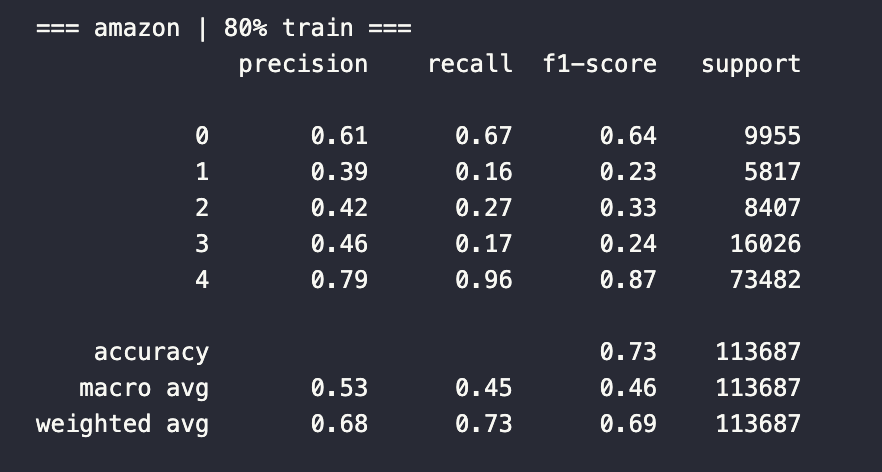 === amazon | 80% train ===
precision recall f1-score support
0 0.61 0.67 0.64 9955
1 0.39 0.16 0.23 5817
2 0.42 0.27 0.33 8407
3 0.46 0.17 0.24 16026
4 0.79 0.96 0.87 73482
accuracy 0.73 113687
macro avg 0.53 0.45 0.46 113687
weighted avg 0.68 0.73 0.69 113687